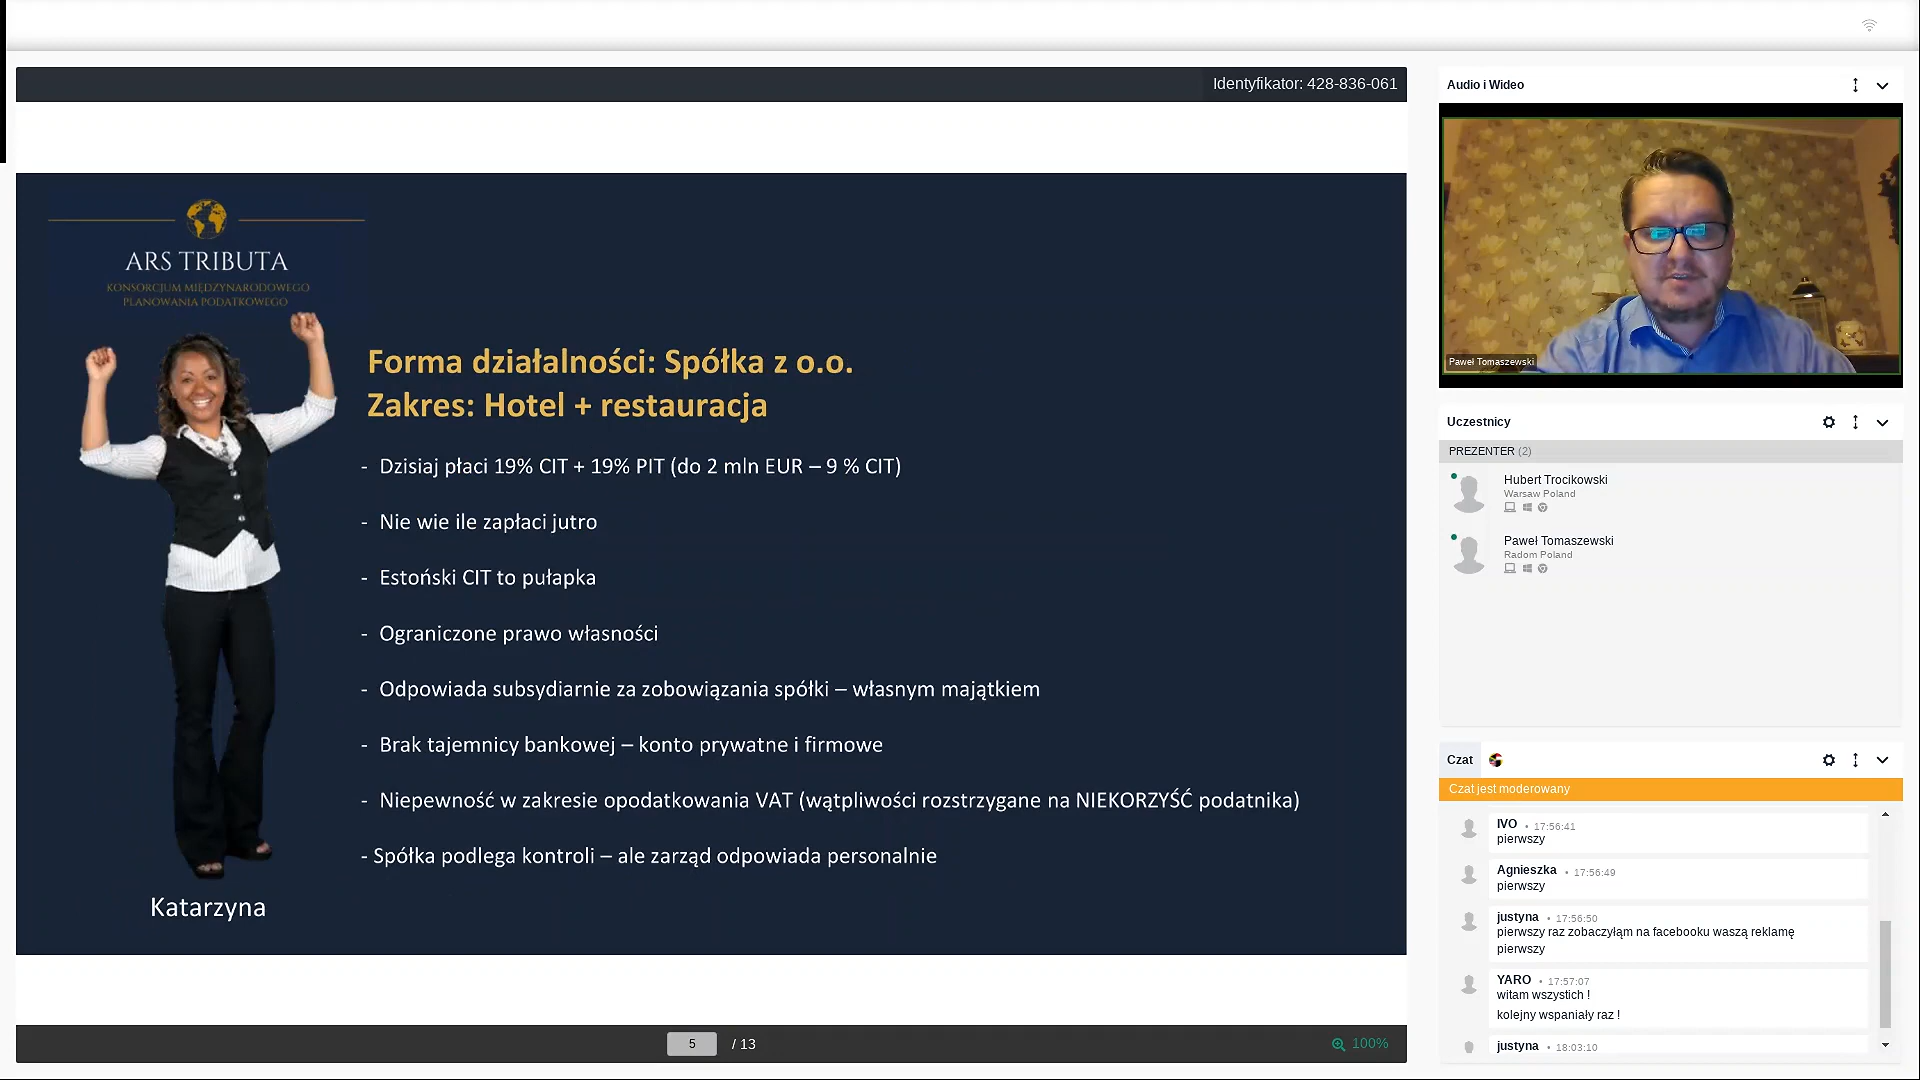 Identyfikator: 428-836-061
ARS TRIBUTA
KONSORCJUM MIĘDZYNARODOWEGO
PLANOWANIA PODATKOWEGO
Forma działalności: Spółka z o.o.
Zakres: Hotel + restauracja
- Dzisiaj płaci 19% CIT + 19% PIT (do 2 mln EUR – 9 % CIT)
- Nie wie ile zapłaci jutro
- Estoński CIT to pułapka
- Ograniczone prawo własności
- Odpowiada subsydiarnie za zobowiązania spółki – własnym majątkiem
- Brak tajemnicy bankowej – konto prywatne i firmowe
- Niepewność w zakresie opodatkowania VAT (wątpliwości rozstrzygane na NIEKORZYŚĆ podatnika)
- Spółka podlega kontroli – ale zarząd odpowiada personalnie
Katarzyna
5 / 13
100%
Audio i Wideo
Paweł Tomaszewski
Uczestnicy
PREZENTER (2)
Hubert Trocikowski
Warsaw Poland
Paweł Tomaszewski
Radom Poland
Czat
Czat jest moderowany
IVO • 17:56:41
pierwszy
Agnieszka • 17:56:49
pierwszy
justyna • 17:56:50
pierwszy raz zobaczyłąm na facebooku waszą reklamę
pierwszy
YARO • 17:57:07
witam wszystich !
kolejny wspaniały raz !
justyna • 18:03:10